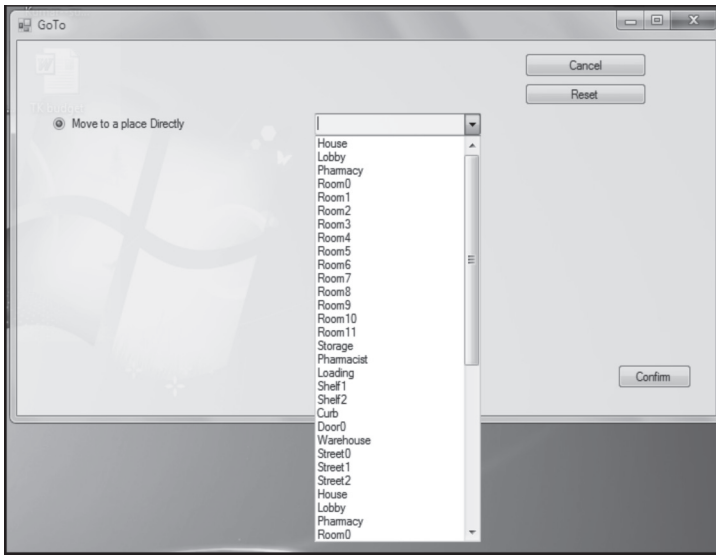 GoTo
Cancel
Reset
Move to a place Directly
House
Lobby
Pharmacy
Room0
Room1
Room2
Room3
Room4
Room5
Room6
Room7
Room8
Room9
Room10
Room11
Storage
Pharmacist
Loading
Shelf1
Shelf2
Curb
Door0
Warehouse
Street0
Street1
Street2
House
Lobby
Pharmacy
Room0
Confirm